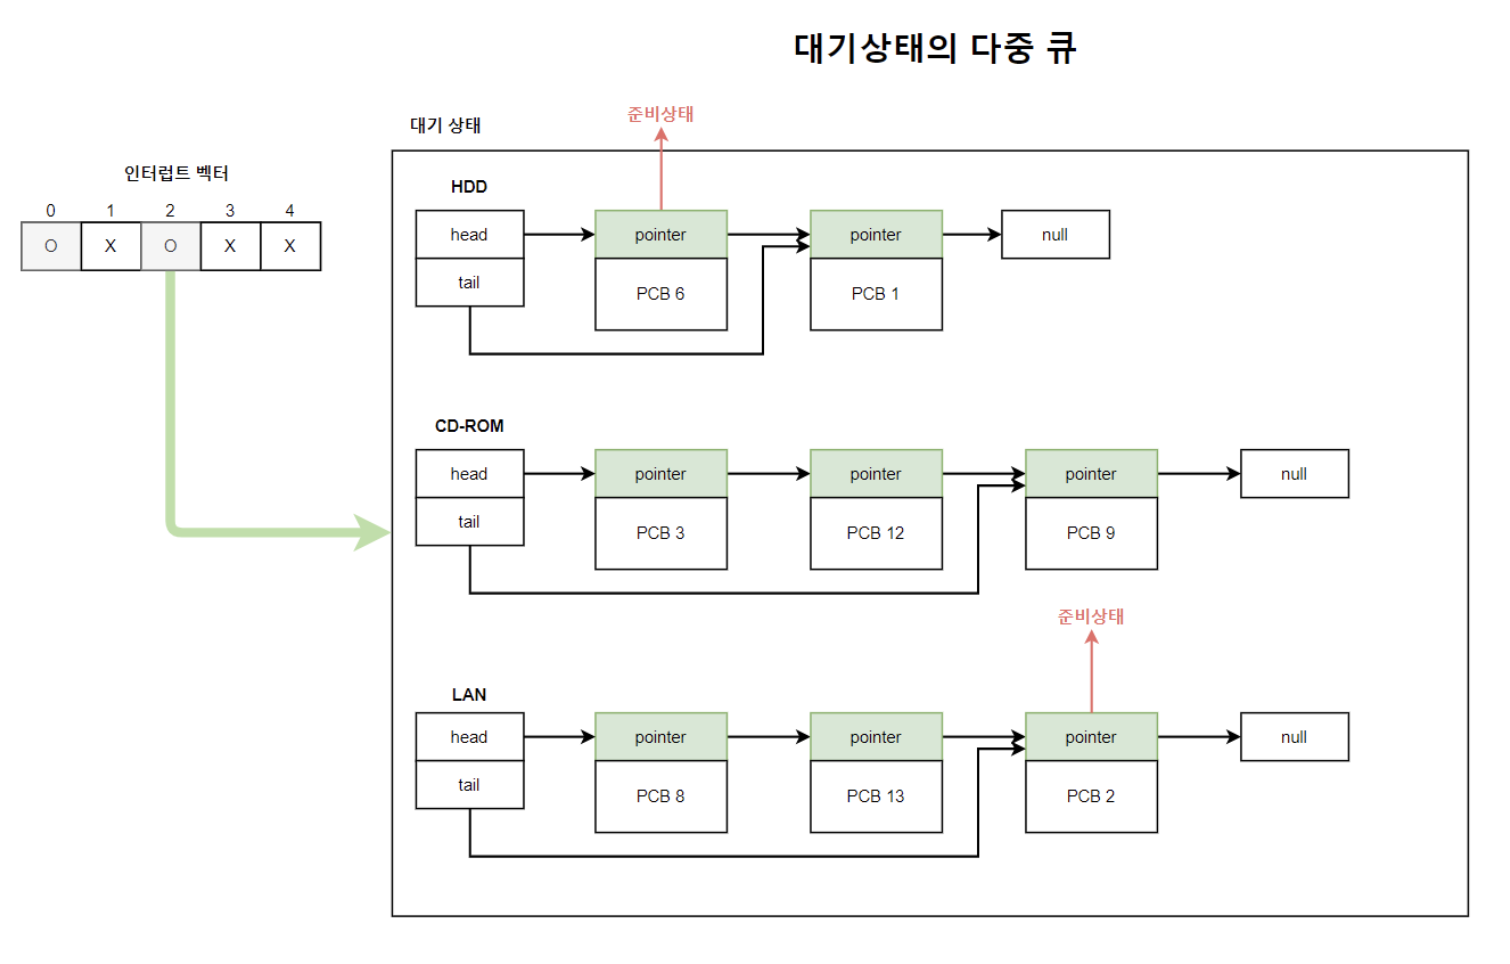 대기상태의 다중 큐
준비상태
대기 상태
인터럽트 벡터
0 1 2 3 4
O X O X X
HDD
head pointer pointer null
tail PCB 6 PCB 1
CD-ROM
head pointer pointer pointer null
tail PCB 3 PCB 12 PCB 9
준비상태
LAN
head pointer pointer pointer null
tail PCB 8 PCB 13 PCB 2